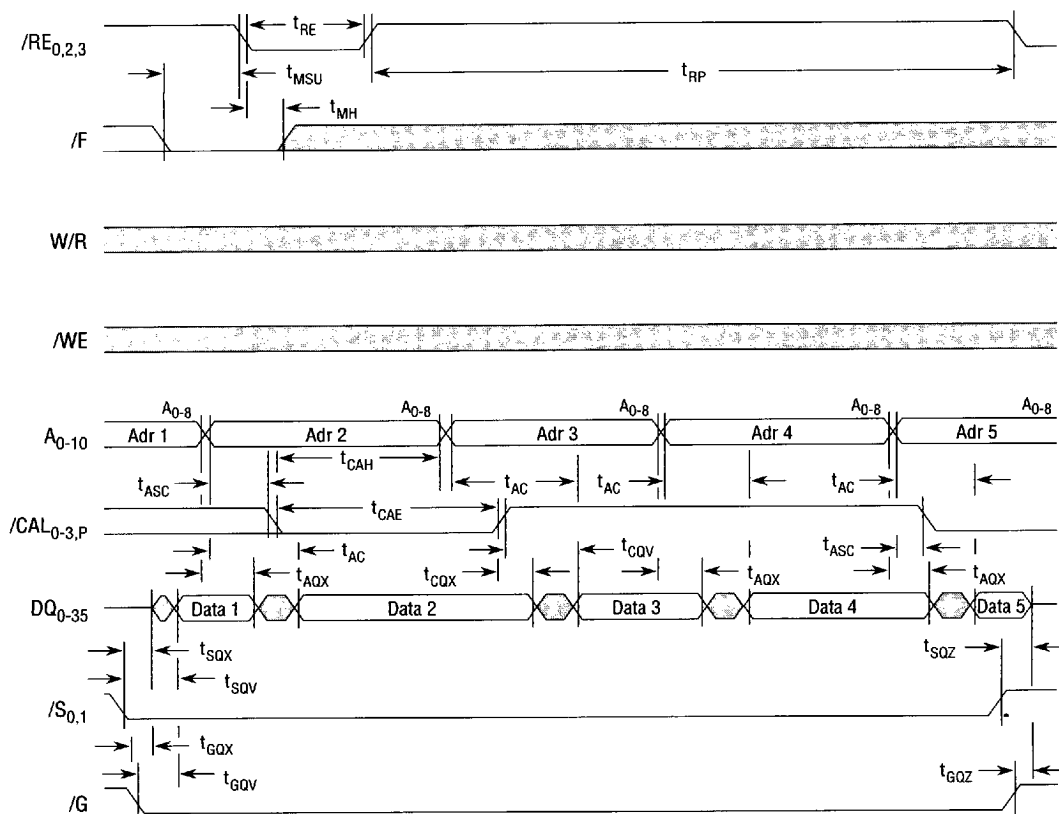 /RE0,2,3
tRE
tMSU
tRP
tMH
/F
W/R
/WE
A0-8 A0-8 A0-8 A0-8 A0-8
A0-10 Adr 1 Adr 2 Adr 3 Adr 4 Adr 5
tCAH
tASC tAC tAC tAC
/CAL0-3,P tCAE
tAC tCQV tASC
tAQX tCQX tAQX tAQX
DQ0-35 Data 1 Data 2 Data 3 Data 4 Data 5
tSQX tSQZ
tSQV
/S0,1
tGQX
tGQV tGQZ
/G